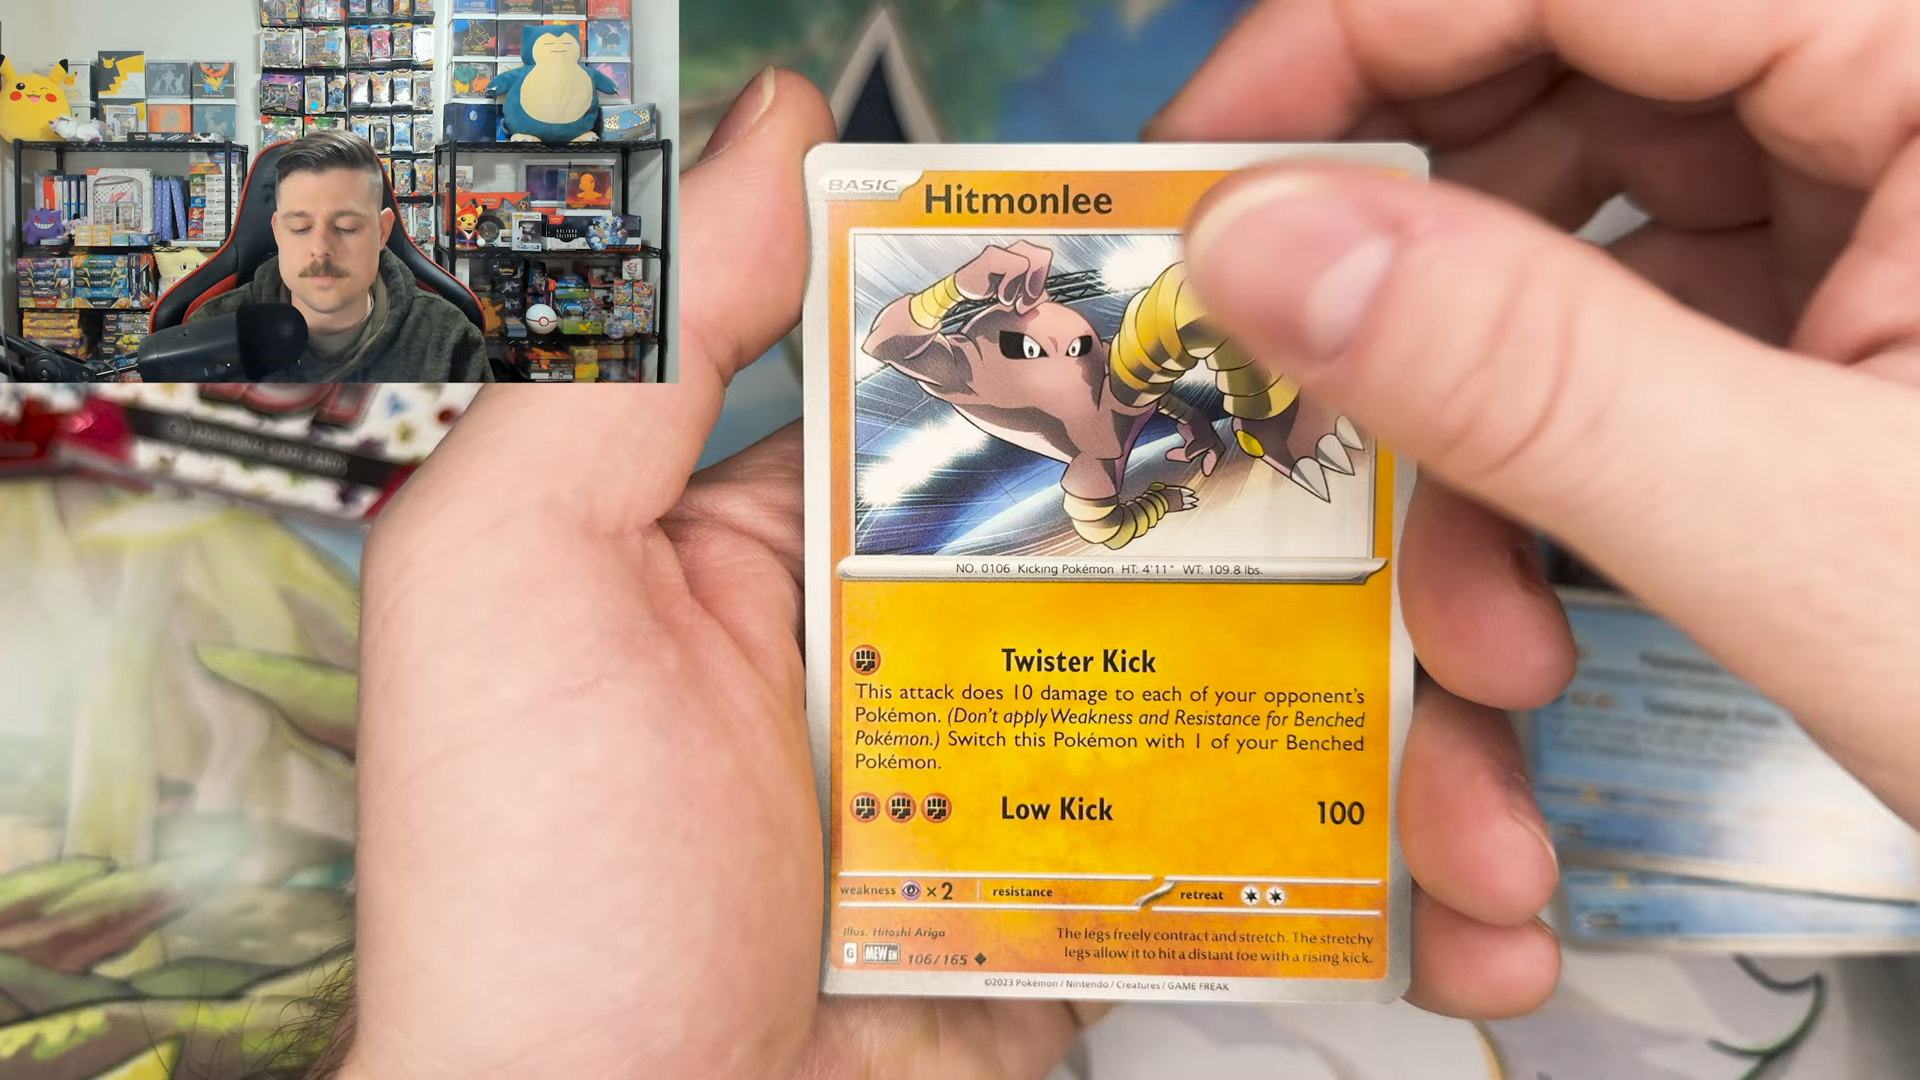 BASIC
Hitmonlee
NO. 0106 Kicking Pokémon HT: 4'11" WT: 109.8 lbs.
Twister Kick
This attack does 10 damage to each of your opponent's
Pokémon. (Don't apply Weakness and Resistance for Benched
Pokémon.) Switch this Pokémon with 1 of your Benched
Pokémon.
Low Kick 100
weakness ×2 resistance retreat
Illus. Hitoshi Ariga
G MEW EN 106/165
The legs freely contract and stretch. The stretchy
legs allow it to hit a distant foe with a rising kick.
©2023 Pokémon / Nintendo / Creatures / GAME FREAK
10 ADDITIONAL GAME CARDS